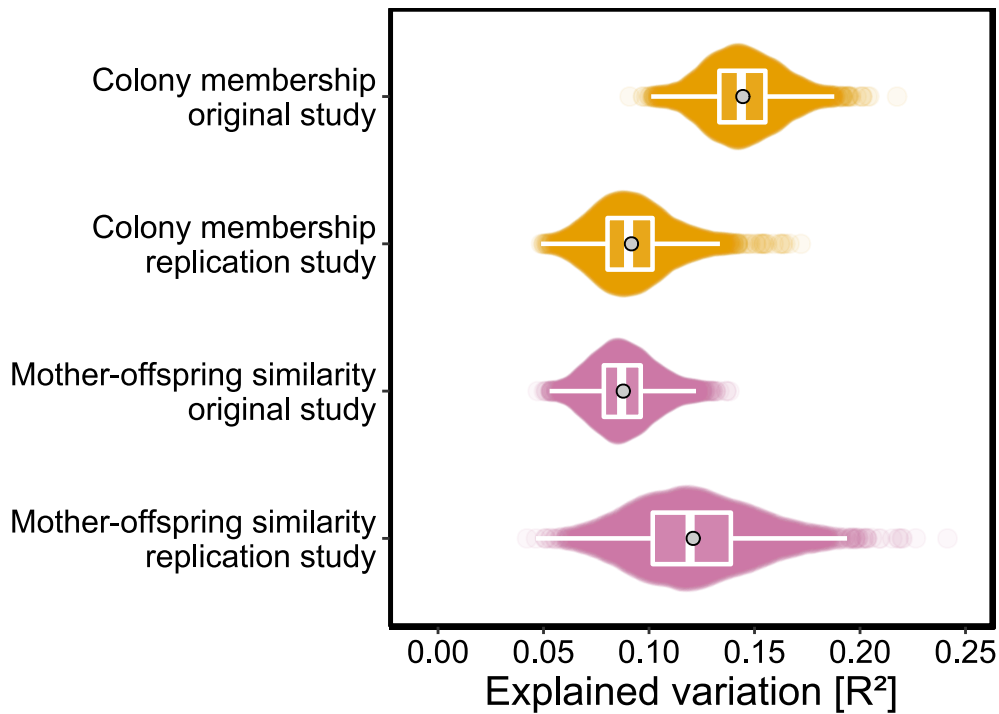 Colony membership
original study
Colony membership
replication study
Mother-offspring similarity
original study
Mother-offspring similarity
replication study
0.00 0.05 0.10 0.15 0.20 0.25
Explained variation [R²]